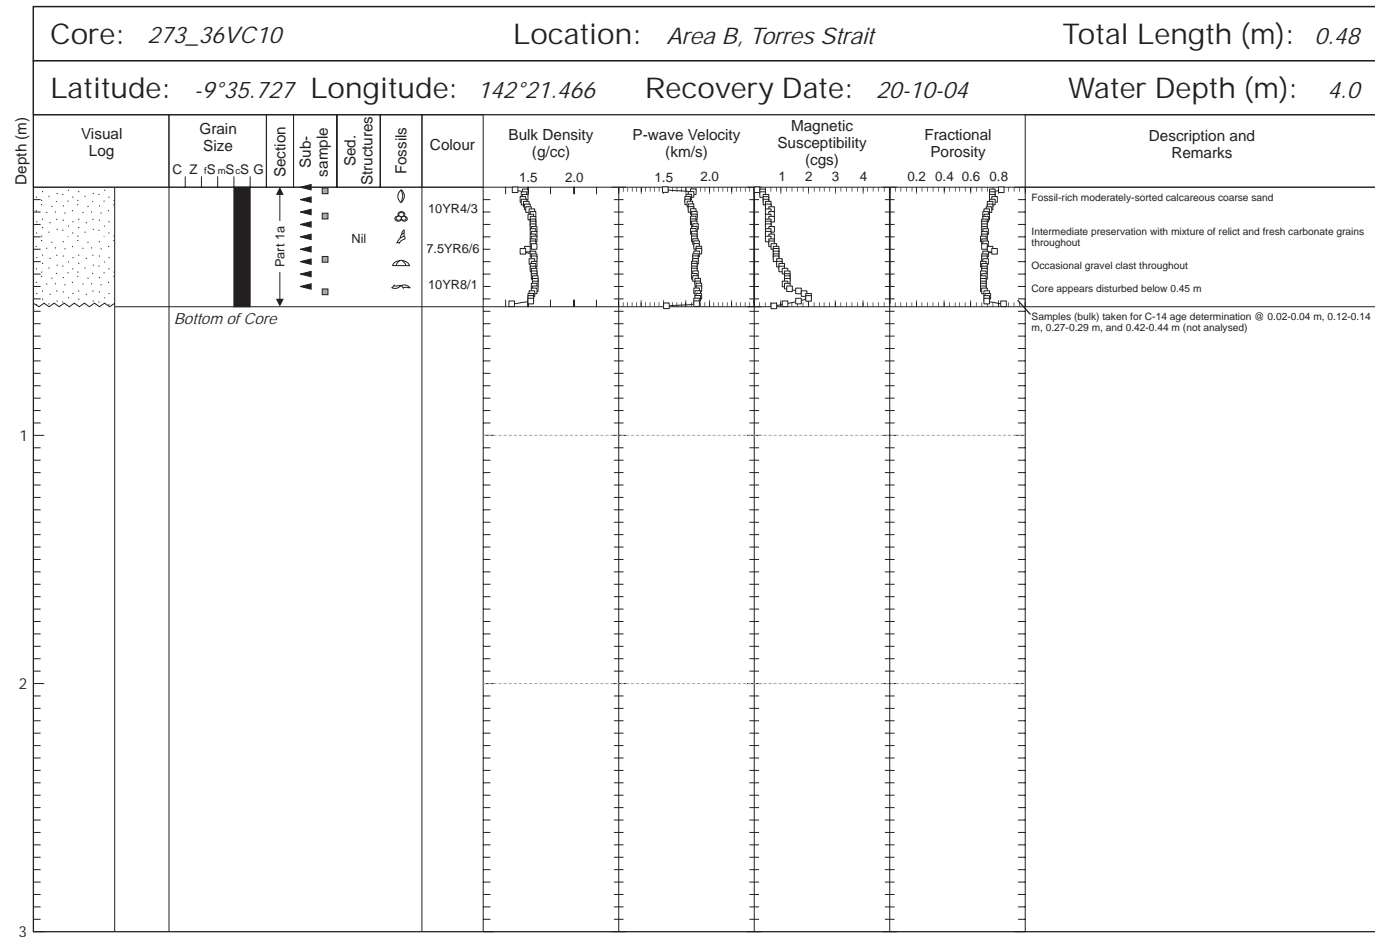 Core: 273_36VC10 Location: Area B, Torres Strait Total Length (m): 0.48
Latitude: -9°35.727 Longitude: 142°21.466 Recovery Date: 20-10-04 Water Depth (m): 4.0
Depth (m)
Visual
Log
Grain
Size
C Z fS mS cS G
Section
Sub-
sample
Sed.
Structures
Fossils
Colour
Bulk Density
(g/cc)
1.5 2.0
P-wave Velocity
(km/s)
1.5 2.0
Magnetic
Susceptibility
(cgs)
1 2 3 4
Fractional
Porosity
0.2 0.4 0.6 0.8
Description and
Remarks
Part 1a
Nil
10YR4/3
7.5YR6/6
10YR8/1
Fossil-rich moderately-sorted calcareous coarse sand
Intermediate preservation with mixture of relict and fresh carbonate grains
throughout
Occasional gravel clast throughout
Core appears disturbed below 0.45 m
Samples (bulk) taken for C-14 age determination @ 0.02-0.04 m, 0.12-0.14
m, 0.27-0.29 m, and 0.42-0.44 m (not analysed)
Bottom of Core
1
2
3